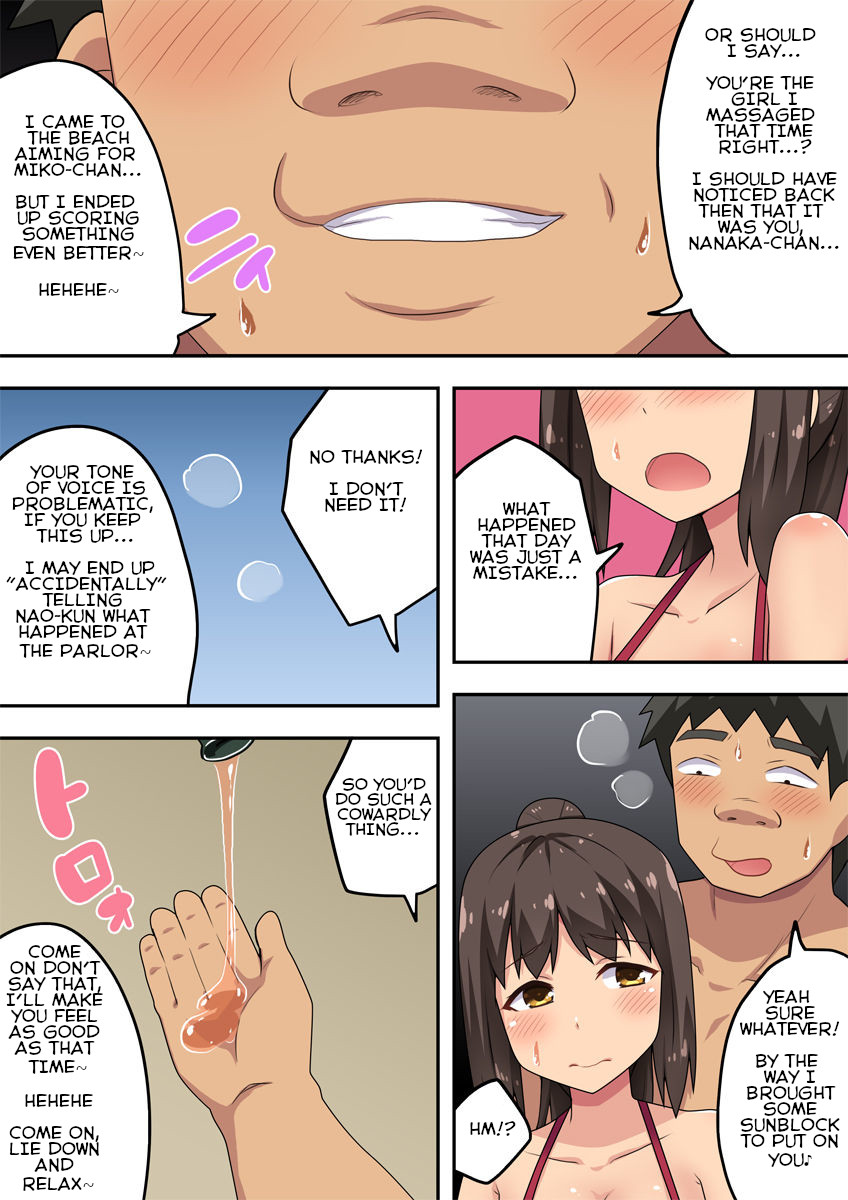 OR SHOULD
I SAY...
YOU'RE THE
GIRL I
MASSAGED
THAT TIME
RIGHT...?
I SHOULD HAVE
NOTICED BACK
THEN THAT IT
WAS YOU,
NANAKA-CHAN...
I CAME TO
THE BEACH
AIMING FOR
MIKO-CHAN...
BUT I ENDED
UP SCORING
SOMETHING
EVEN BETTER~
HEHEHE~
ニィ
WHAT
HAPPENED
THAT DAY
WAS JUST A
MISTAKE...
NO THANKS!
I DON'T
NEED IT!
YOUR TONE
OF VOICE IS
PROBLEMATIC,
IF YOU KEEP
THIS UP...
I MAY END UP
"ACCIDENTALLY"
TELLING
NAO-KUN WHAT
HAPPENED AT
THE PARLOR~
YEAH
SURE
WHATEVER!
BY THE
WAY I
BROUGHT
SOME
SUNBLOCK
TO PUT ON
YOU♪
HM!?
SO YOU'D
DO SUCH A
COWARDLY
THING...
トロォ
COME
ON DON'T
SAY THAT,
I'LL MAKE
YOU FEEL
AS GOOD
AS THAT
TIME~
HEHEHE
COME ON,
LIE DOWN
AND
RELAX~